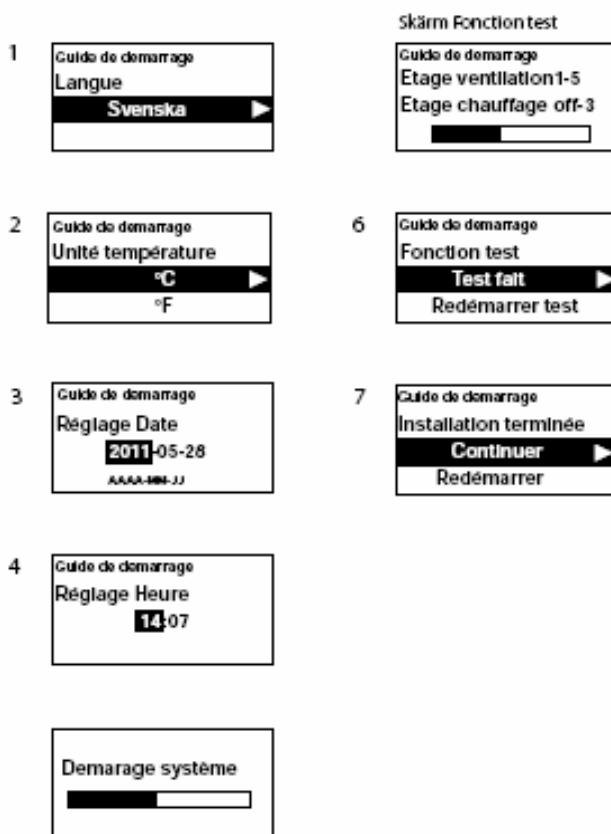 1
Guide de demarrage
Langue
Svenska
2
Guide de demarrage
Unité température
°C
°F
3
Guide de demarrage
Réglage Date
2011-05-28
AAAA-MM-JJ
4
Guide de demarrage
Réglage Heure
14:07
Demarage système
Skärm Fonction test
Guide de demarrage
Etage ventilation1-5
Etage chauffage off-3
6
Guide de demarrage
Fonction test
Test fait
Redémarrer test
7
Guide de demarrage
Installation terminée
Continuer
Redémarrer